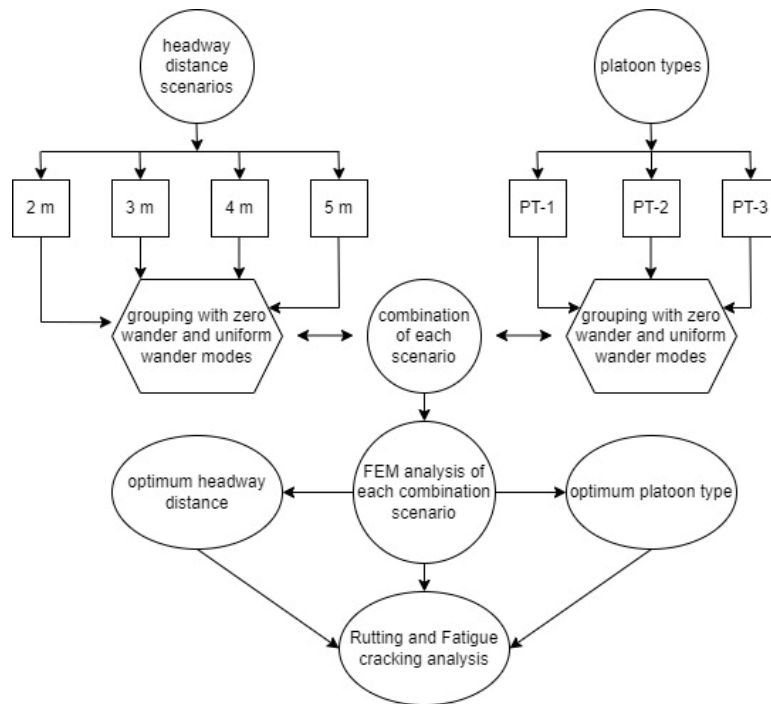 headway
distance
scenarios
platoon types
2 m
3 m
4 m
5 m
PT-1
PT-2
PT-3
grouping with zero
wander and uniform
wander modes
combination
of each
scenario
grouping with zero
wander and uniform
wander modes
optimum headway
distance
FEM analysis of
each combination
scenario
optimum platoon type
Rutting and Fatigue
cracking analysis